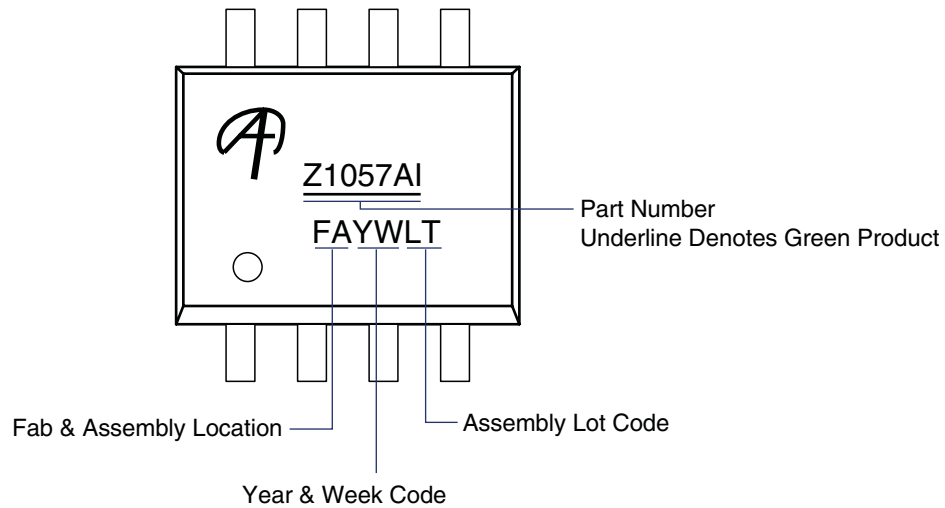 Z1057AI
FAYWLT
Part Number
Underline Denotes Green Product
Fab & Assembly Location
Assembly Lot Code
Year & Week Code